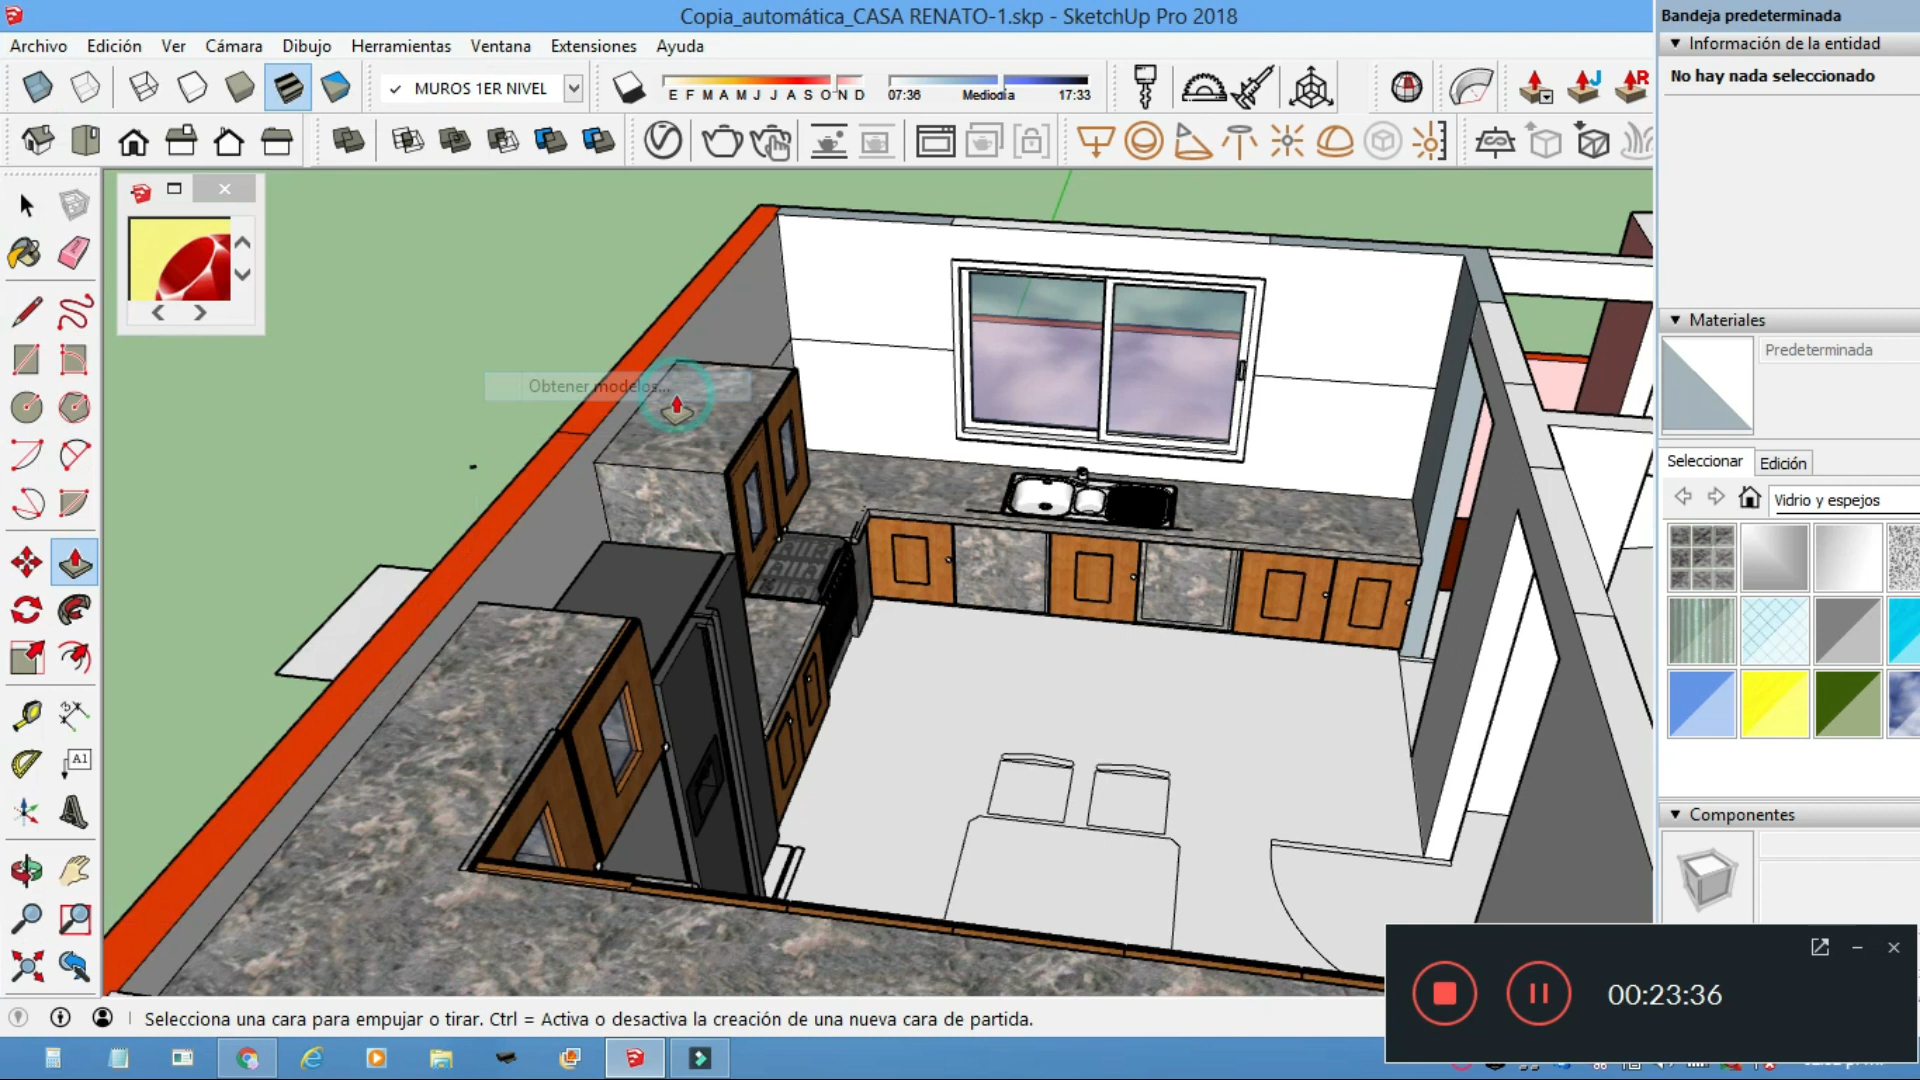 Copia_automática_CASA RENATO-1.skp - SketchUp Pro 2018
Bandeja predeterminada
Archivo Edición Ver Cámara Dibujo Herramientas Ventana Extensiones Ayuda
Información de la entidad
No hay nada seleccionado
MUROS 1ER NIVEL
E F M A M J J A S O N D
07:36 Mediodía 17:33
J
R
Materiales
Predeterminada
Obtener modelos...
Seleccionar
Edición
Vidrio y espejos
A1
Componentes
00:23:36
Selecciona una cara para empujar o tirar. Ctrl = Activa o desactiva la creación de una nueva cara de partida.